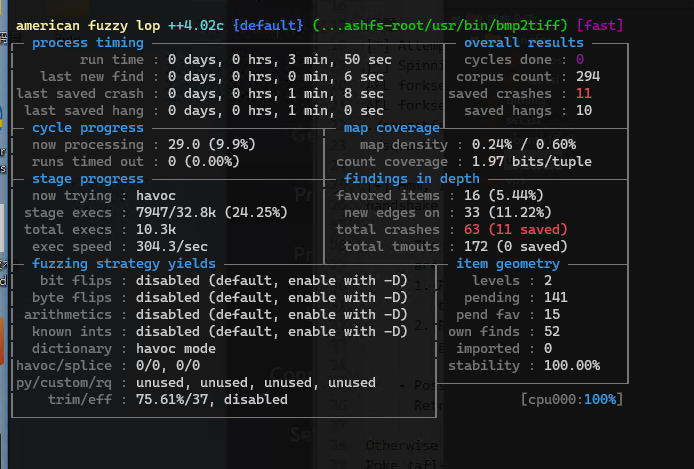 american fuzzy lop ++4.02c {default} (...ashfs-root/usr/bin/bmp2tiff) [fast]
process timing overall results
run time : 0 days, 0 hrs, 3 min, 50 sec cycles done : 0
last new find : 0 days, 0 hrs, 0 min, 6 sec corpus count : 294
last saved crash : 0 days, 0 hrs, 1 min, 8 sec saved crashes : 11
last saved hang : 0 days, 0 hrs, 1 min, 0 sec saved hangs : 10
cycle progress map coverage
now processing : 29.0 (9.9%) map density : 0.24% / 0.60%
runs timed out : 0 (0.00%) count coverage : 1.97 bits/tuple
stage progress findings in depth
now trying : havoc favored items : 16 (5.44%)
stage execs : 7947/32.8k (24.25%) new edges on : 33 (11.22%)
total execs : 10.3k total crashes : 63 (11 saved)
exec speed : 304.3/sec total tmouts : 172 (0 saved)
fuzzing strategy yields item geometry
bit flips : disabled (default, enable with -D) levels : 2
byte flips : disabled (default, enable with -D) pending : 141
arithmetics : disabled (default, enable with -D) pend fav : 15
known ints : disabled (default, enable with -D) own finds : 52
dictionary : havoc mode imported : 0
havoc/splice : 0/0, 0/0 stability : 100.00%
py/custom/rq : unused, unused, unused, unused
trim/eff : 75.61%/37, disabled [cpu000:100%]
Otherwise